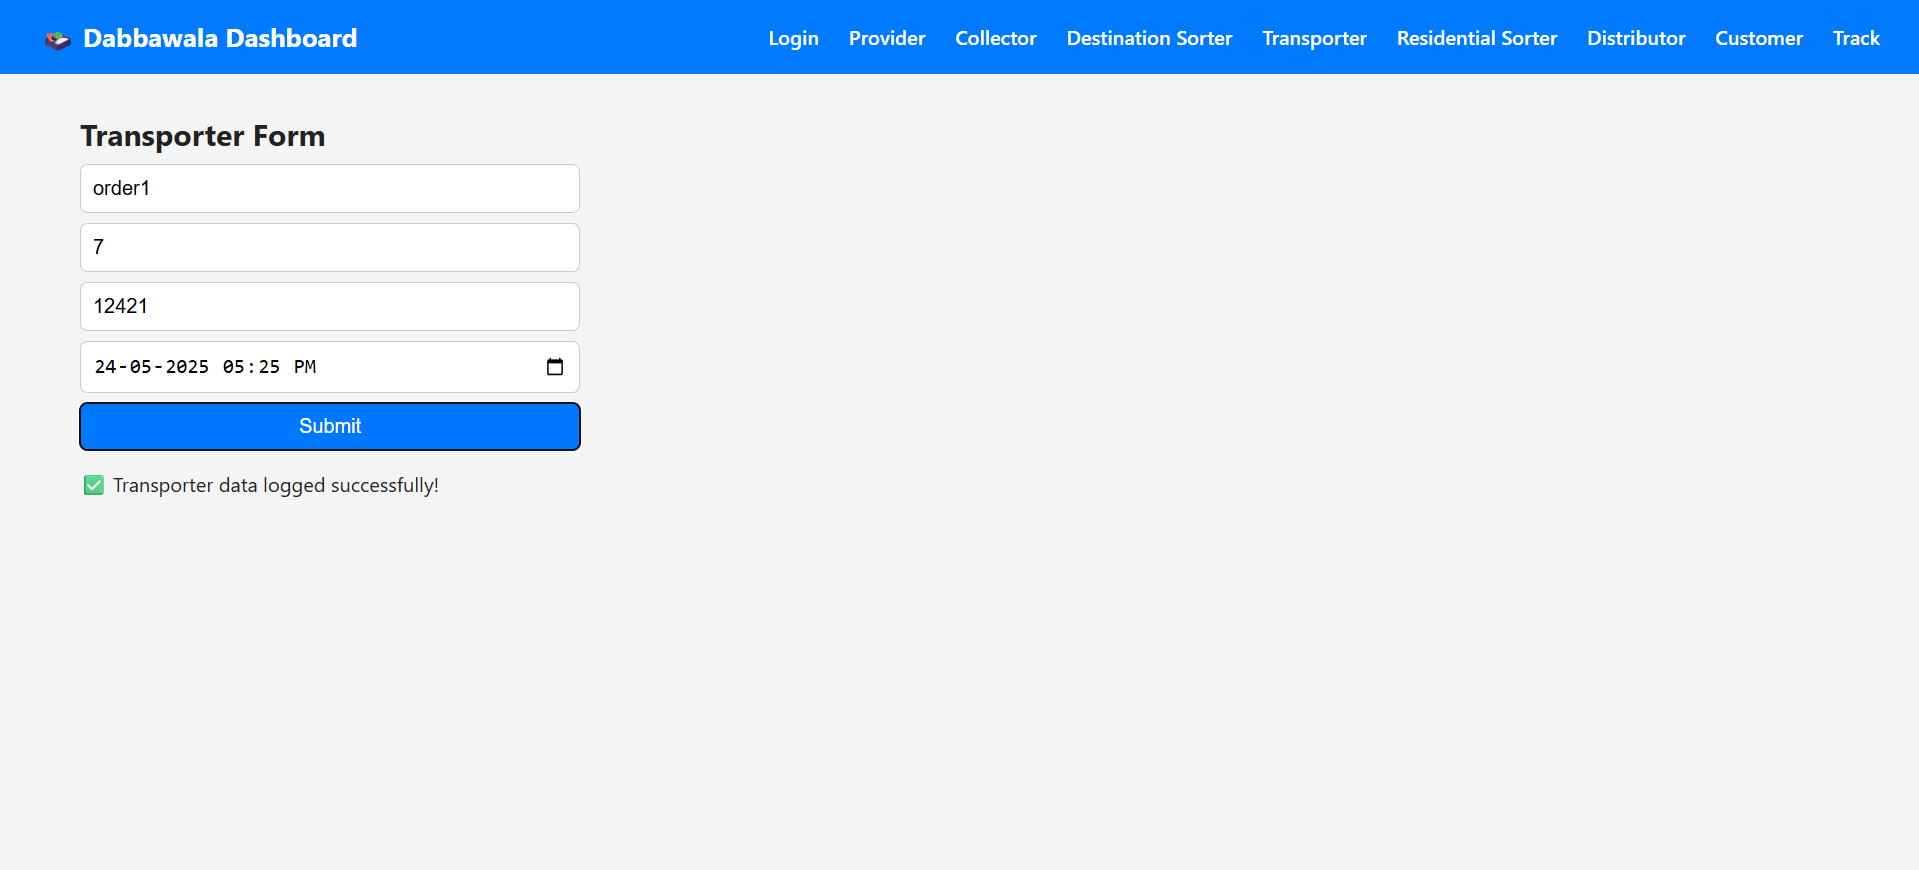 Dabbawala Dashboard
Login Provider Collector Destination Sorter Transporter Residential Sorter Distributor Customer Track
Transporter Form
order1
7
12421
24-05-2025 05:25 PM
Submit
Transporter data logged successfully!